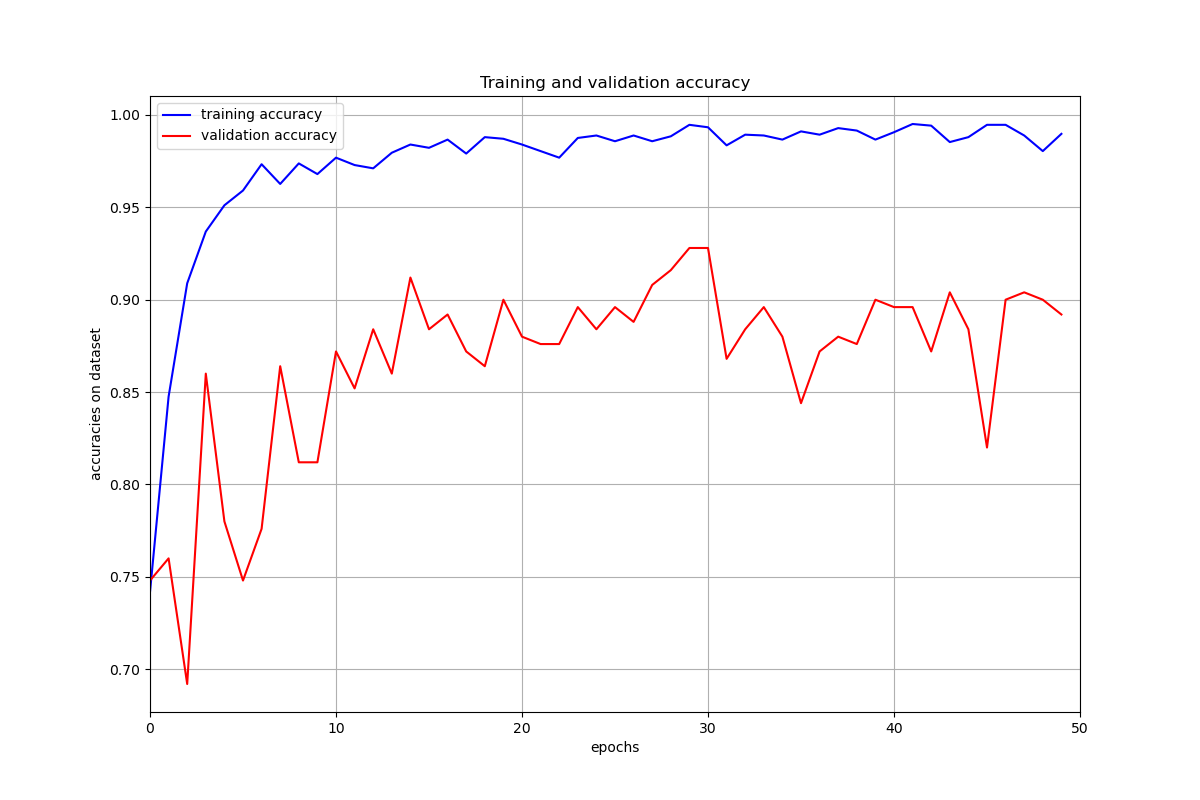 Training and validation accuracy
training accuracy
validation accuracy
accuracies on dataset
1.00
0.95
0.90
0.85
0.80
0.75
0.70
0 10 20 30 40 50
epochs